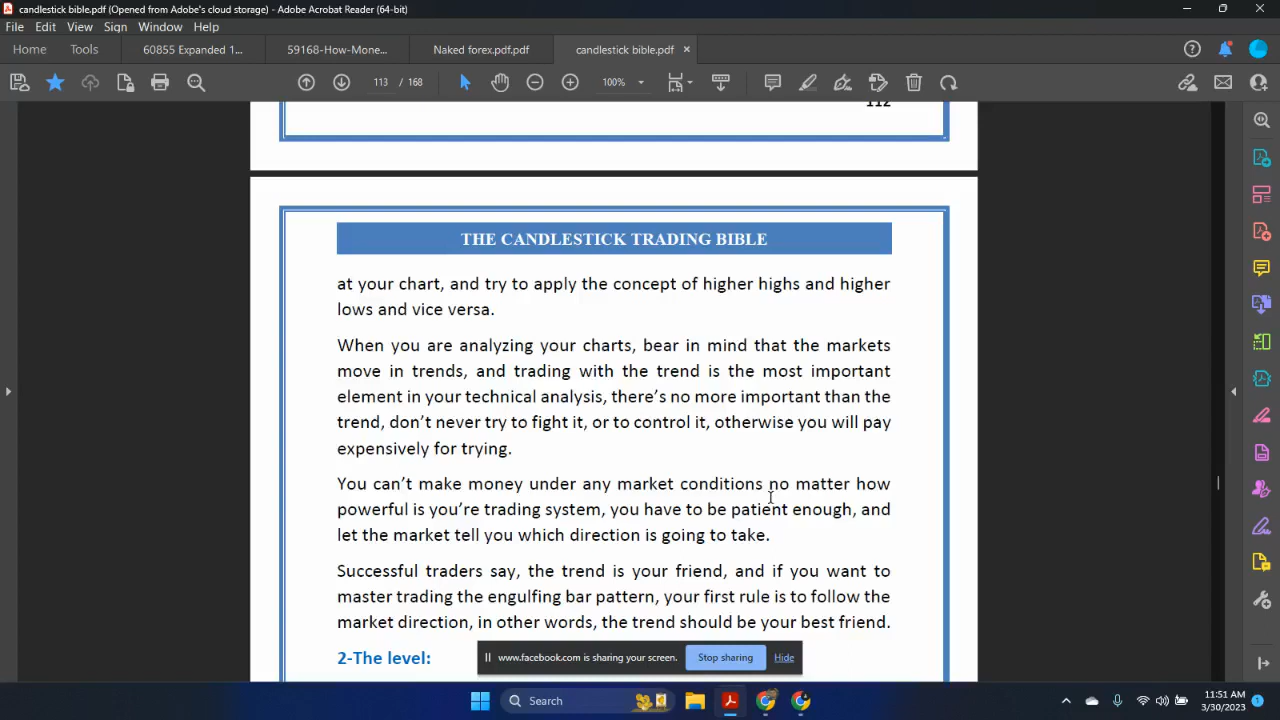 candlestick bible.pdf (Opened from Adobe's cloud storage) - Adobe Acrobat Reader (64-bit)
File Edit View Sign Window Help
Home Tools 60855 Expanded 1... 59168-How-Mone... Naked forex.pdf.pdf candlestick bible.pdf ×
113 / 168 100%
112
THE CANDLESTICK TRADING BIBLE
at your chart, and try to apply the concept of higher highs and higher
lows and vice versa.
When you are analyzing your charts, bear in mind that the markets
move in trends, and trading with the trend is the most important
element in your technical analysis, there's no more important than the
trend, don't never try to fight it, or to control it, otherwise you will pay
expensively for trying.
You can't make money under any market conditions no matter how
powerful is you're trading system, you have to be patient enough, and
let the market tell you which direction is going to take.
Successful traders say, the trend is your friend, and if you want to
master trading the engulfing bar pattern, your first rule is to follow the
market direction, in other words, the trend should be your best friend.
2-The level:
www.facebook.com is sharing your screen. Stop sharing Hide
Search
11:51 AM
3/30/2023